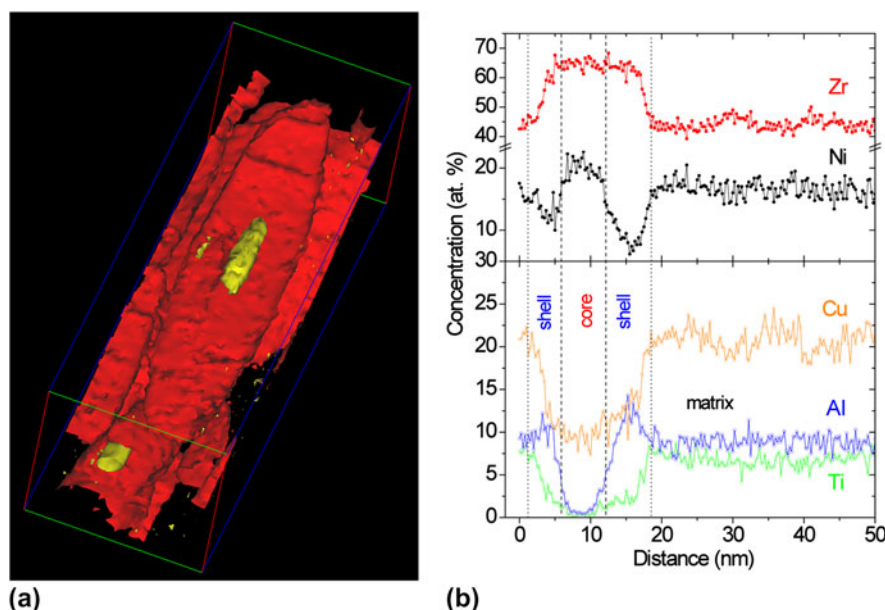 70
60
50
40
20
10
30
25
20
15
10
5
0
Concentration (at. %)
Zr
Ni
shell
core
shell
Cu
matrix
Al
Ti
0 10 20 30 40 50
Distance (nm)
(a) (b)